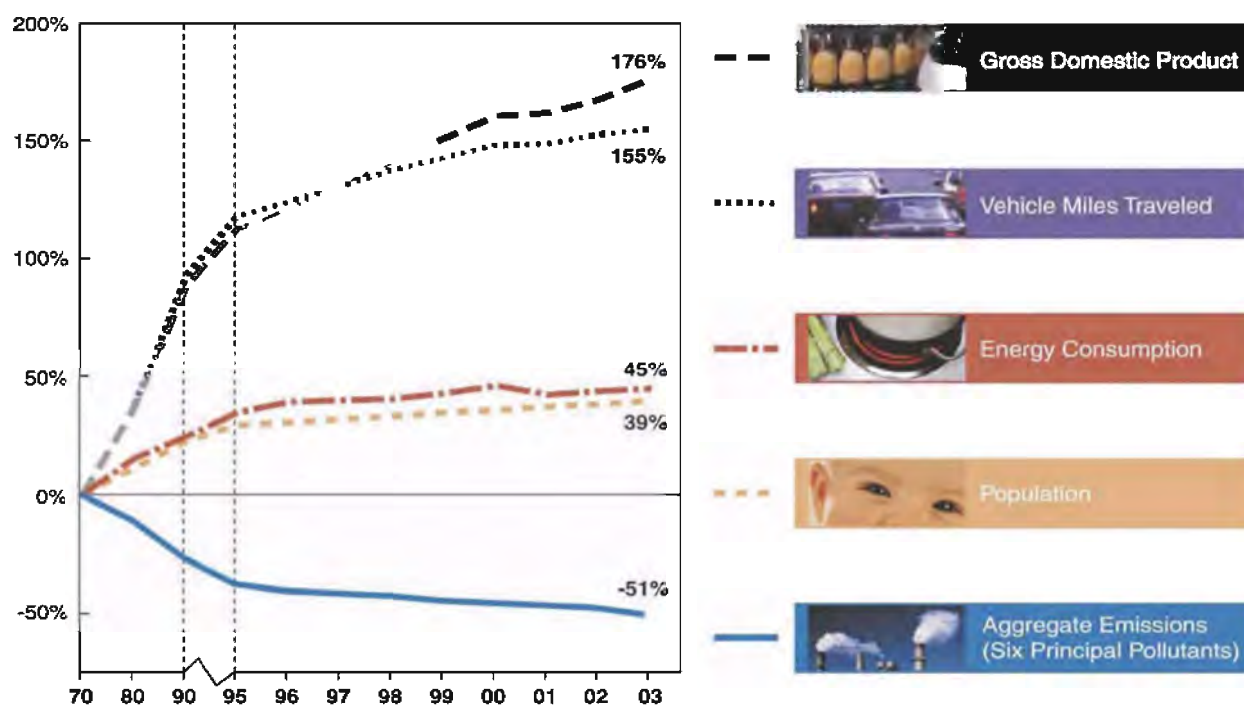 200%
150%
100%
50%
0%
-50%
176%
155%
45%
39%
-51%
70 80 90 95 96 97 98 99 00 01 02 03
Gross Domestic Product
Vehicle Miles Traveled
Energy Consumption
Population
Aggregate Emissions
(Six Principal Pollutants)